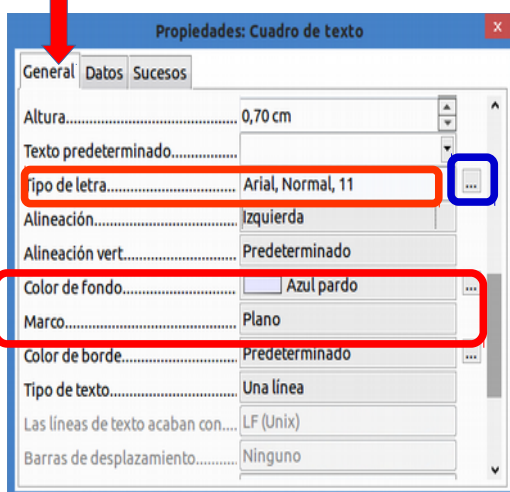 Propiedades: Cuadro de texto x
General Datos Sucesos
Altura........................................ 0,70 cm
Texto predeterminado................
Tipo de letra............................... Arial, Normal, 11 ...
Alineación.................................. Izquierda
Alineación vert........................... Predeterminado
Color de fondo........................... Azul pardo ...
Marco......................................... Plano
Color de borde........................... Predeterminado ...
Tipo de texto.............................. Una línea
Las líneas de texto acaban con.... LF (Unix)
Barras de desplazamiento.......... Ninguno